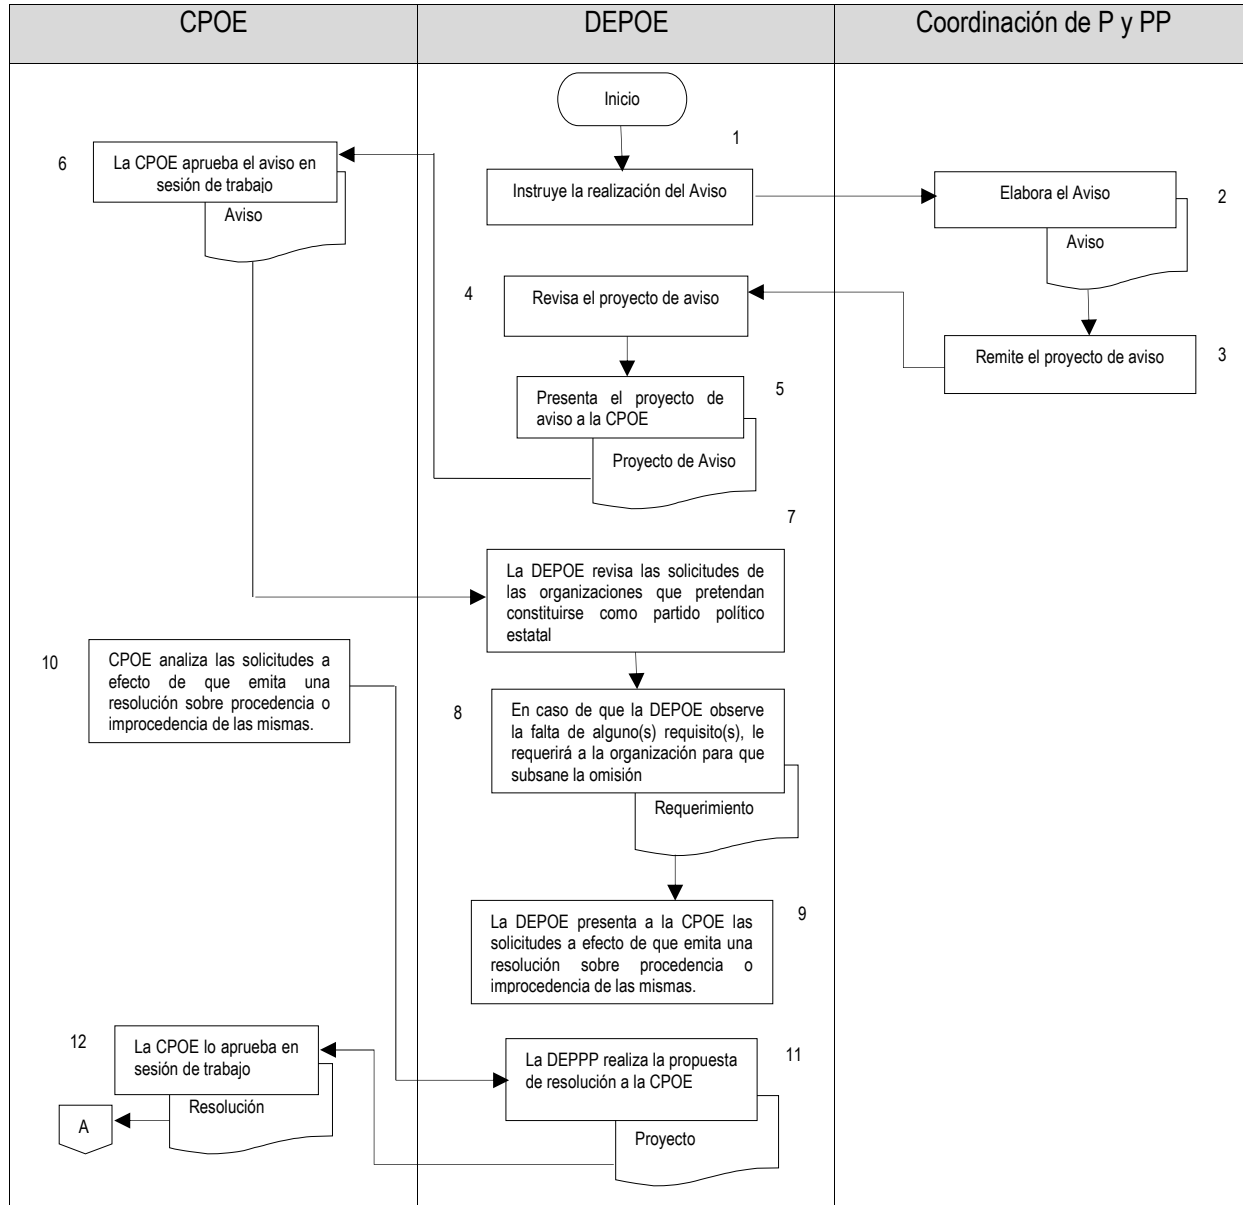 CPOE
DEPOE
Coordinación de P y PP
Inicio
1
Instruye la realización del Aviso
2
Elabora el Aviso
Aviso
3
Remite el proyecto de aviso
4
Revisa el proyecto de aviso
5
Presenta el proyecto de
aviso a la CPOE
Proyecto de Aviso
6
La CPOE aprueba el aviso en
sesión de trabajo
Aviso
7
La DEPOE revisa las solicitudes de
las organizaciones que pretendan
constituirse como partido político
estatal
8
En caso de que la DEPOE observe
la falta de alguno(s) requisito(s), le
requerirá a la organización para que
subsane la omisión
Requerimiento
9
La DEPOE presenta a la CPOE las
solicitudes a efecto de que emita una
resolución sobre procedencia o
improcedencia de las mismas.
10
CPOE analiza las solicitudes a
efecto de que emita una
resolución sobre procedencia o
improcedencia de las mismas.
11
La DEPPP realiza la propuesta
de resolución a la CPOE
Proyecto
12
La CPOE lo aprueba en
sesión de trabajo
Resolución
A